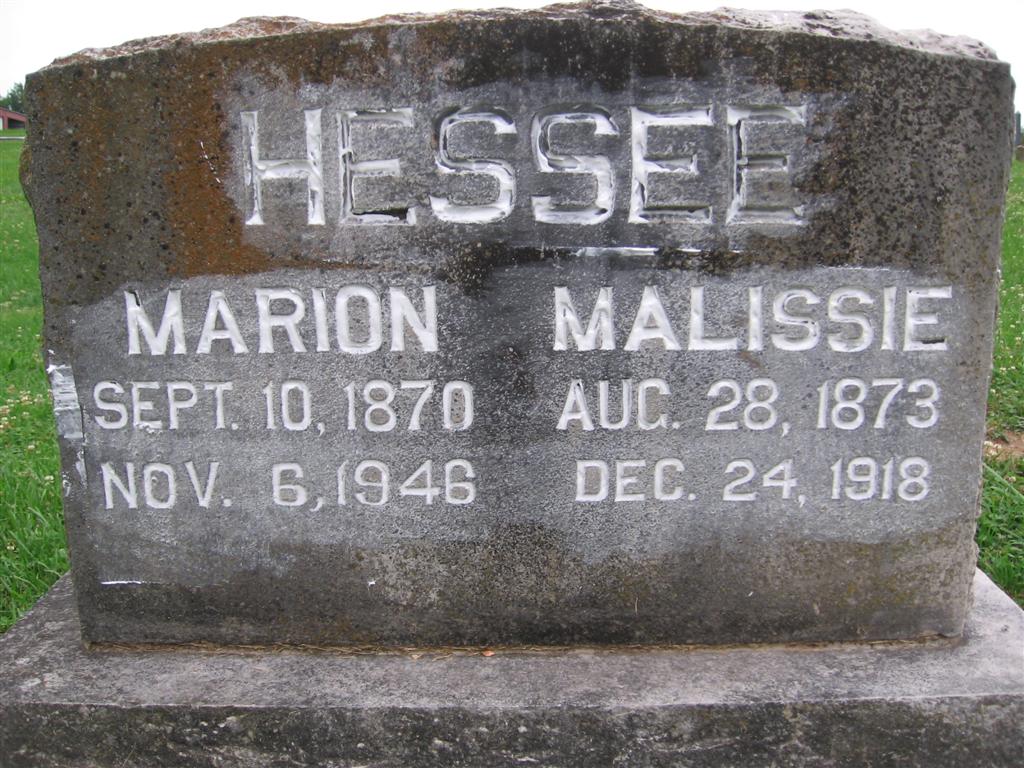 HESSEE
MARION
SEPT. 10, 1870
NOV. 6, 1946
MALISSIE
AUG. 28, 1873
DEC. 24, 1918